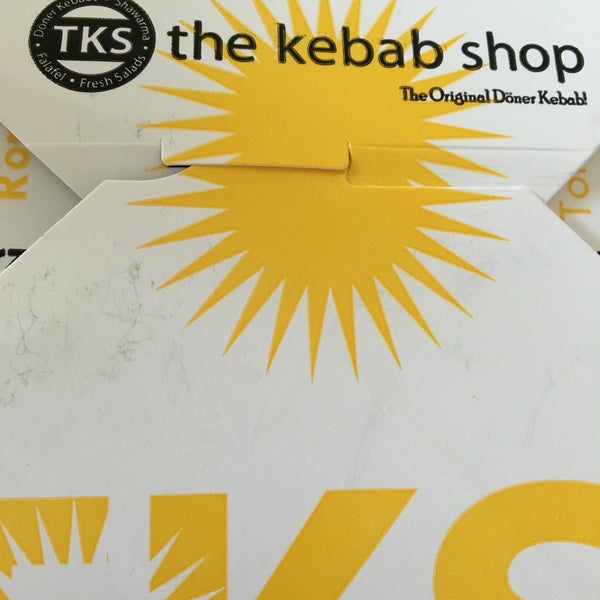 Döner Kebabs • Shawarma
TKS
• Falafel • Fresh Salads •
the kebab shop
The Original Döner Kebab!
TKS